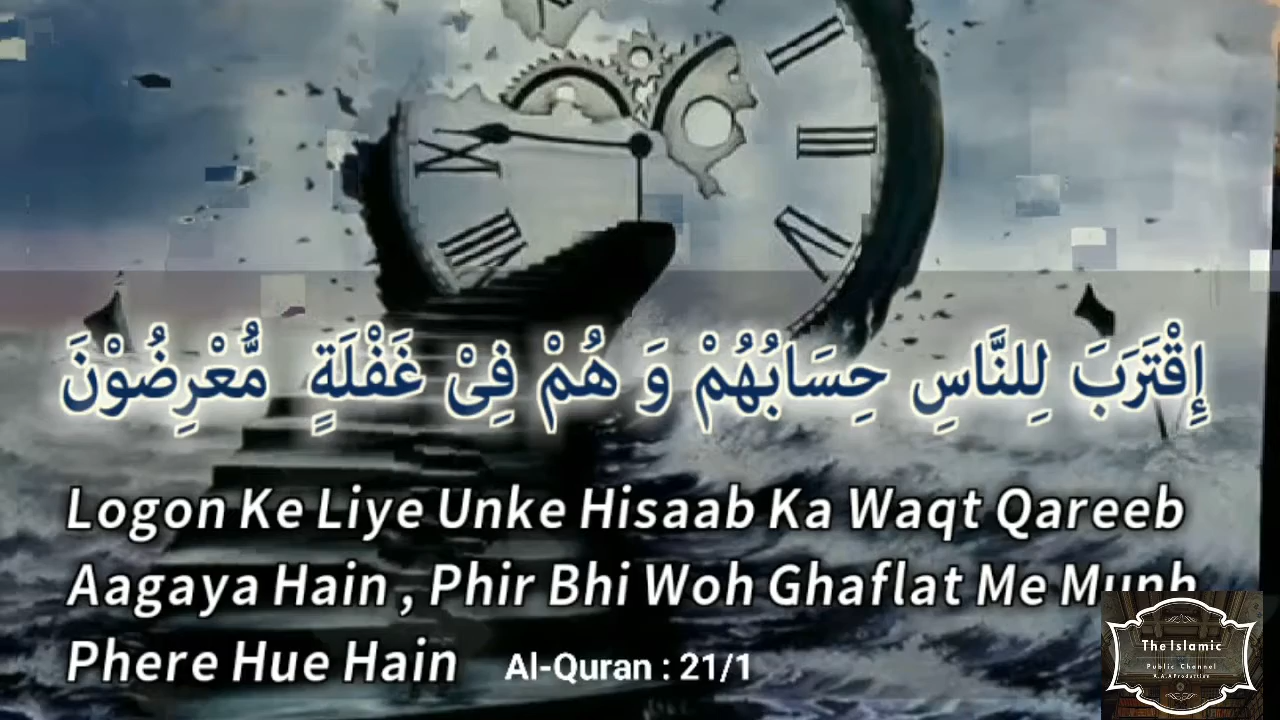 إِقْتَرَبَ لِلنَّاسِ حِسَابُهُمْ وَ هُمْ فِىْ غَفْلَةٍ مُّعْرِضُوْنَ
Logon Ke Liye Unke Hisaab Ka Waqt Qareeb
Aagaya Hain , Phir Bhi Woh Ghaflat Me Munh
Phere Hue Hain
Al-Quran : 21/1
The Islamic
Public Channel